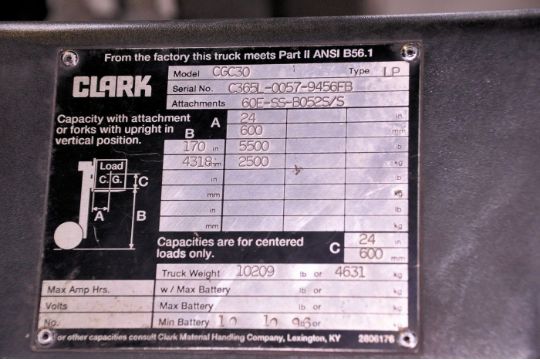 From the factory this truck meets Part II ANSI B56.1
CLARK
Model CGC30 Type LP
Serial No. C365L-0057-9456FB
Attachments 60E-SS-B052S/S
Capacity with attachment
or forks with upright in
vertical position.
A 24 in
600 mm
B
170 in 5500 lb
4318 mm 2500 kg
in lb
mm kg
in lb
mm kg
Load
C.G.
C
A
B
Capacities are for centered
loads only.
C 24 in
600 mm
Truck Weight 10209 lb or 4631 kg
Max Amp Hrs. w/ Max Battery lb or kg
Volts Max Battery lb or kg
No. Min Battery lb or kg
For other capacities consult Clark Material Handling Company, Lexington, KY 2806176